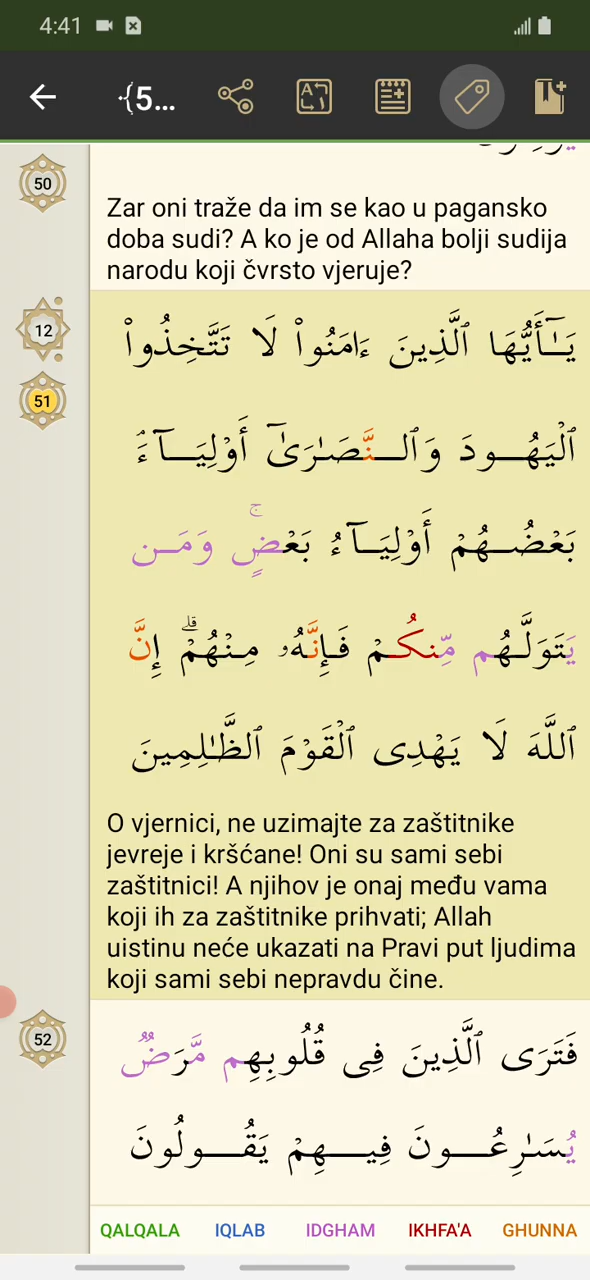 4:41
{5...
50
Zar oni traže da im se kao u pagansko
doba sudi? A ko je od Allaha bolji sudija
narodu koji čvrsto vjeruje?
12
يَـٰٓأَيُّهَا ٱلَّذِينَ ءَامَنُوا۟ لَا تَتَّخِذُوا۟
51
ٱلْيَهُودَ وَٱلنَّصَـٰرَىٰٓ أَوْلِيَآءَ ۘ
بَعْضُهُمْ أَوْلِيَآءُ بَعْضٍ ۚ وَمَن
يَتَوَلَّهُم مِّنكُمْ فَإِنَّهُۥ مِنْهُمْ ۗ إِنَّ
ٱللَّهَ لَا يَهْدِى ٱلْقَوْمَ ٱلظَّـٰلِمِينَ
O vjernici, ne uzimajte za zaštitnike
jevreje i kršćane! Oni su sami sebi
zaštitnici! A njihov je onaj među vama
koji ih za zaštitnike prihvati; Allah
uistinu neće ukazati na Pravi put ljudima
koji sami sebi nepravdu čine.
52
فَتَرَى ٱلَّذِينَ فِى قُلُوبِهِم مَّرَضٌ
يُسَـٰرِعُونَ فِيهِمْ يَقُولُونَ
QALQALA IQLAB IDGHAM IKHFA'A GHUNNA